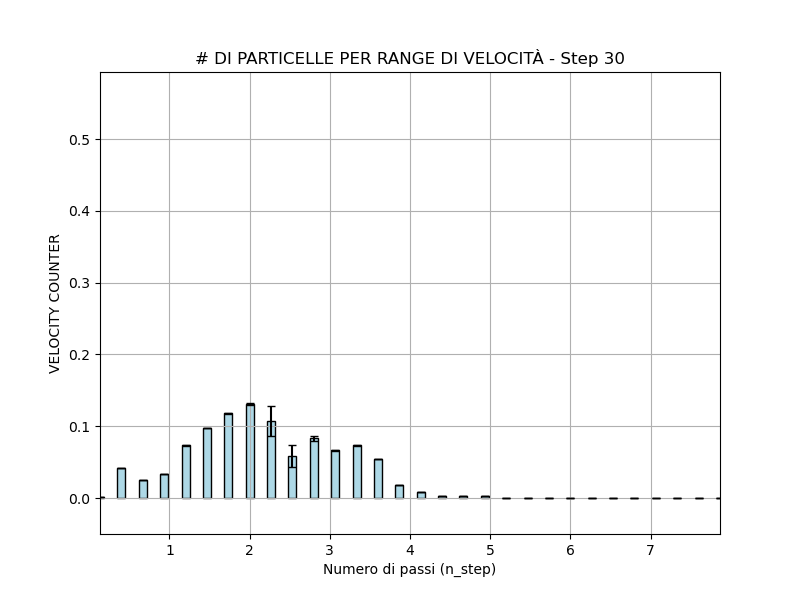 # DI PARTICELLE PER RANGE DI VELOCITÀ - Step 30
0.5
0.4
0.3
0.2
0.1
0.0
VELOCITY COUNTER
1 2 3 4 5 6 7
Numero di passi (n_step)